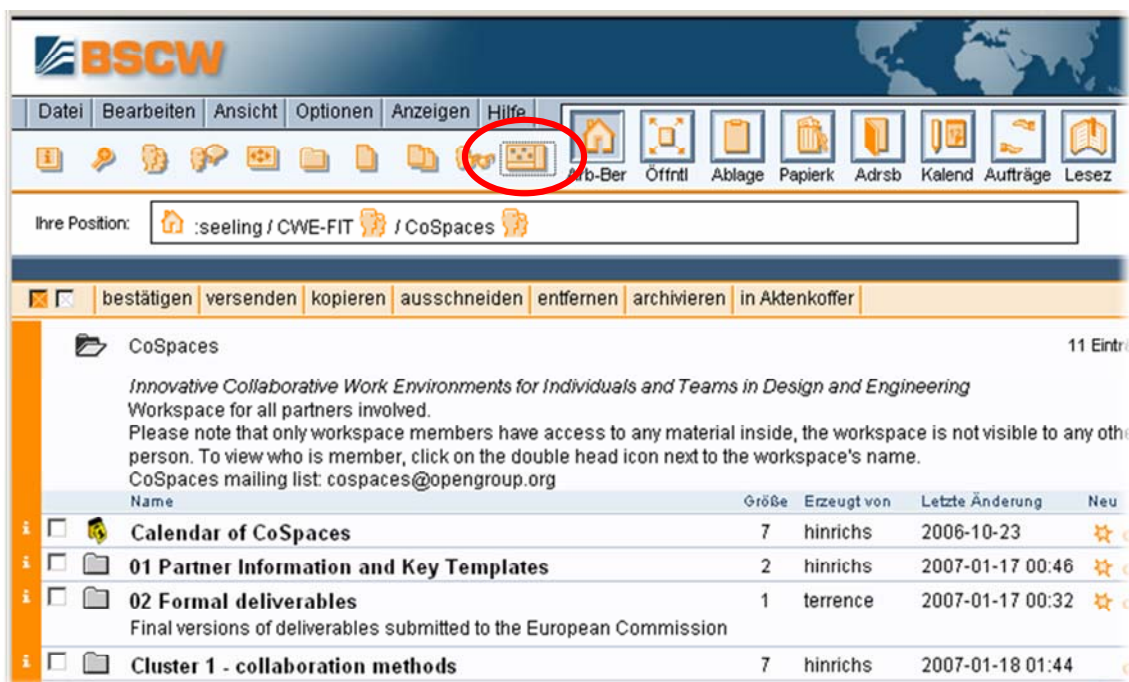 BSCW
Datei Bearbeiten Ansicht Optionen Anzeigen Hilfe
Arb-Ber Öffntl Ablage Papierk Adrsb Kalend Aufträge Lesez
Ihre Position: :seeling / CWE-FIT / CoSpaces
bestätigen versenden kopieren ausschneiden entfernen archivieren in Aktenkoffer
CoSpaces 11 Eintr
Innovative Collaborative Work Environments for Individuals and Teams in Design and Engineering
Workspace for all partners involved.
Please note that only workspace members have access to any material inside, the workspace is not visible to any othe
person. To view who is member, click on the double head icon next to the workspace's name.
CoSpaces mailing list: cospaces@opengroup.org
Name Größe Erzeugt von Letzte Änderung Neu
Calendar of CoSpaces 7 hinrichs 2006-10-23
01 Partner Information and Key Templates 2 hinrichs 2007-01-17 00:46
02 Formal deliverables 1 terrence 2007-01-17 00:32
Final versions of deliverables submitted to the European Commission
Cluster 1 - collaboration methods 7 hinrichs 2007-01-18 01:44